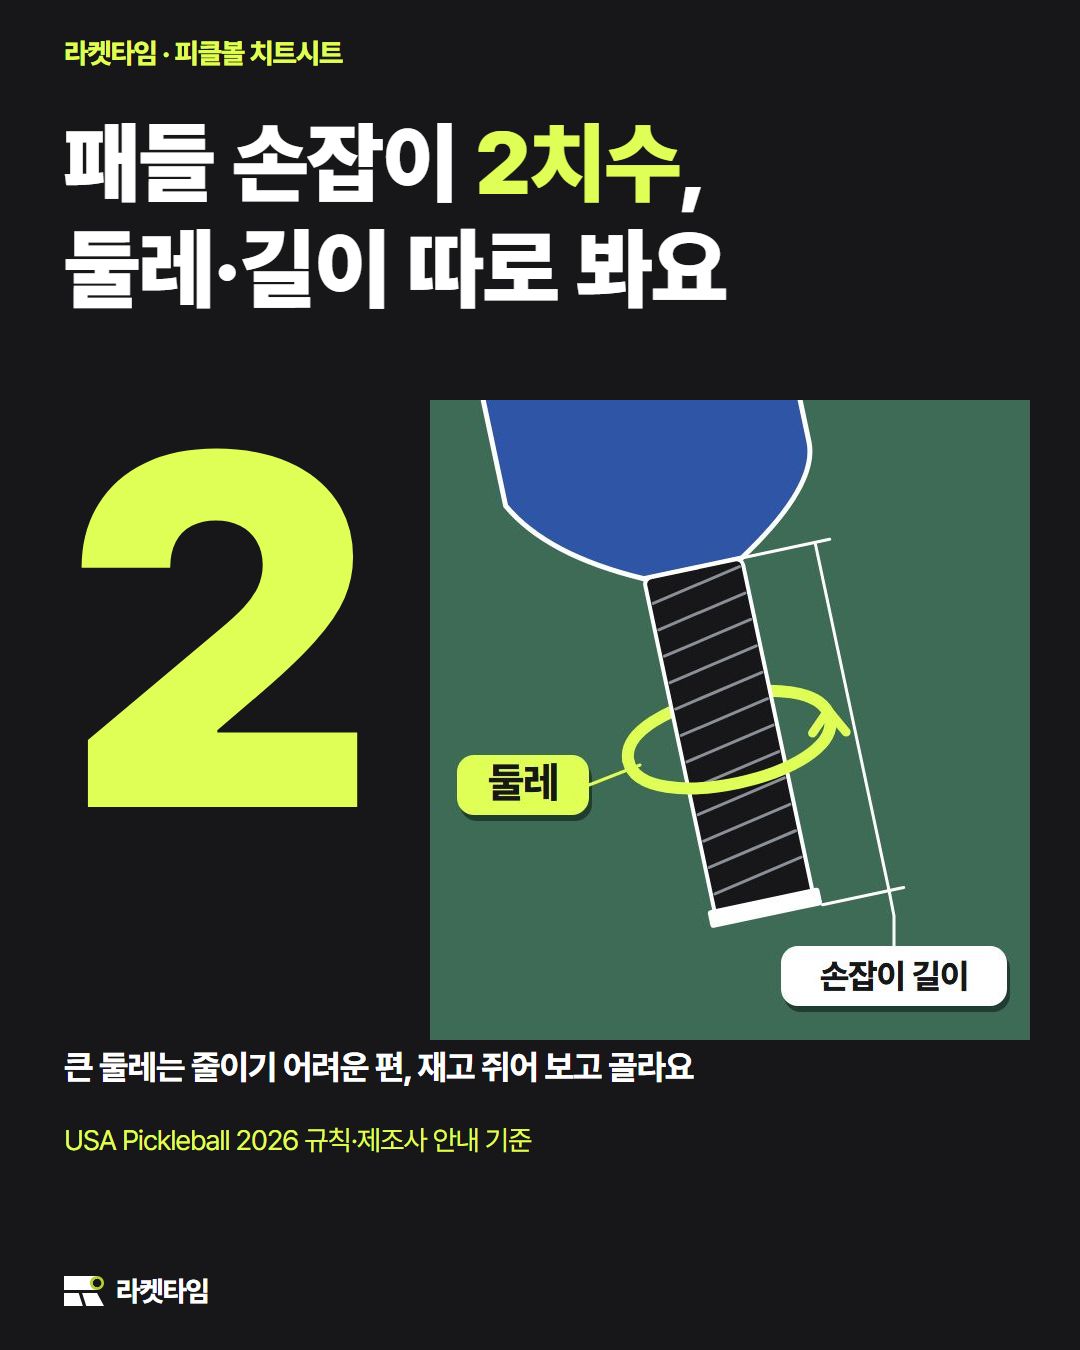 라켓타임 · 피클볼 치트시트
패들 손잡이 2치수,
둘레·길이 따로 봐요
2
둘레
손잡이 길이
큰 둘레는 줄이기 어려운 편, 재고 쥐어 보고 골라요
USA Pickleball 2026 규칙·제조사 안내 기준
라켓타임